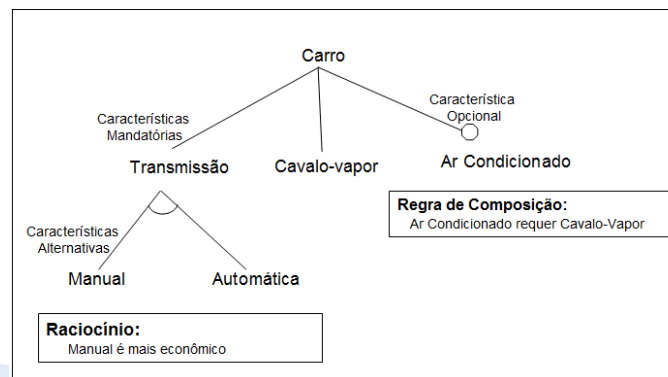 Carro
Características
Mandatórias
Característica
Opcional
Transmissão
Cavalo-vapor
Ar Condicionado
Regra de Composição:
Ar Condicionado requer Cavalo-Vapor
Características
Alternativas
Manual
Automática
Raciocínio:
Manual é mais econômico